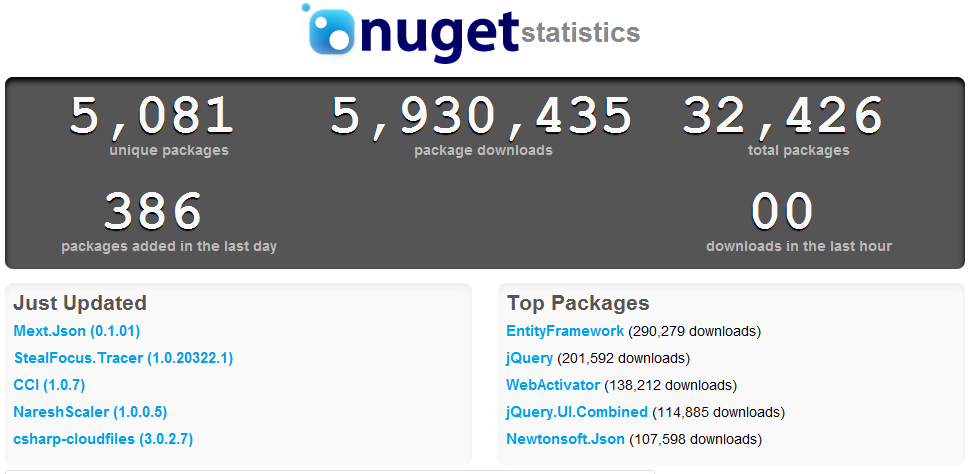 nuget statistics
5,081 5,930,435 32,426
unique packages package downloads total packages
386 00
packages added in the last day downloads in the last hour
Just Updated
Mext.Json (0.1.01)
StealFocus.Tracer (1.0.20322.1)
CCI (1.0.7)
NareshScaler (1.0.0.5)
csharp-cloudfiles (3.0.2.7)
Top Packages
EntityFramework (290,279 downloads)
jQuery (201,592 downloads)
WebActivator (138,212 downloads)
jQuery.UI.Combined (114,885 downloads)
Newtonsoft.Json (107,598 downloads)